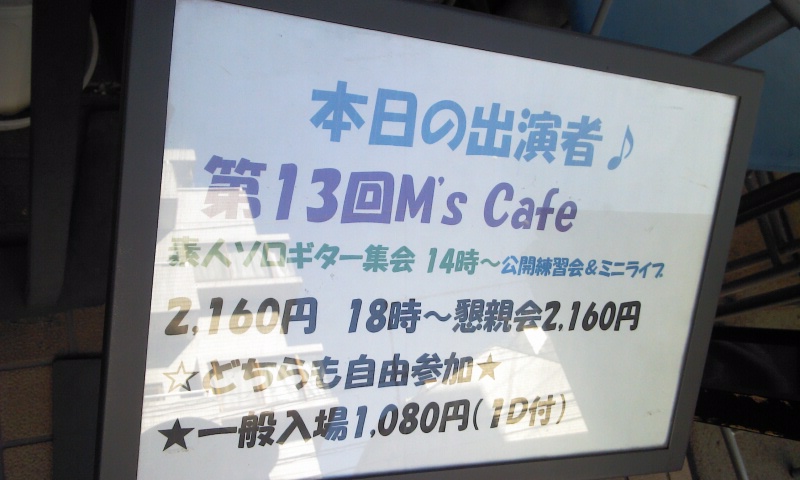 本日の出演者♪
第13回M's Cafe
素人ソロギター集会 14時～公開練習会&ミニライブ
2,160円 18時～懇親会2,160円
☆どちらも自由参加★
★一般入場1,080円(1D付)